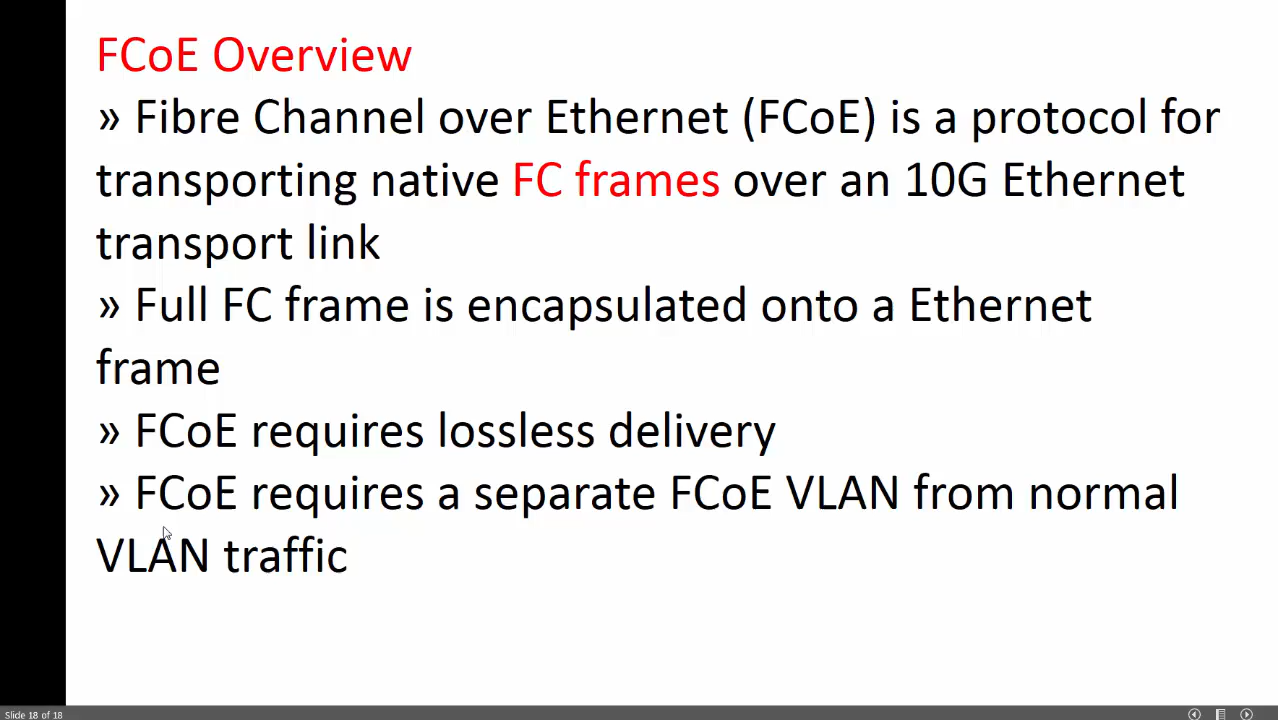 FCoE Overview
» Fibre Channel over Ethernet (FCoE) is a protocol for
transporting native FC frames over an 10G Ethernet
transport link
» Full FC frame is encapsulated onto a Ethernet
frame
» FCoE requires lossless delivery
» FCoE requires a separate FCoE VLAN from normal
VLAN traffic
Slide 18 of 18